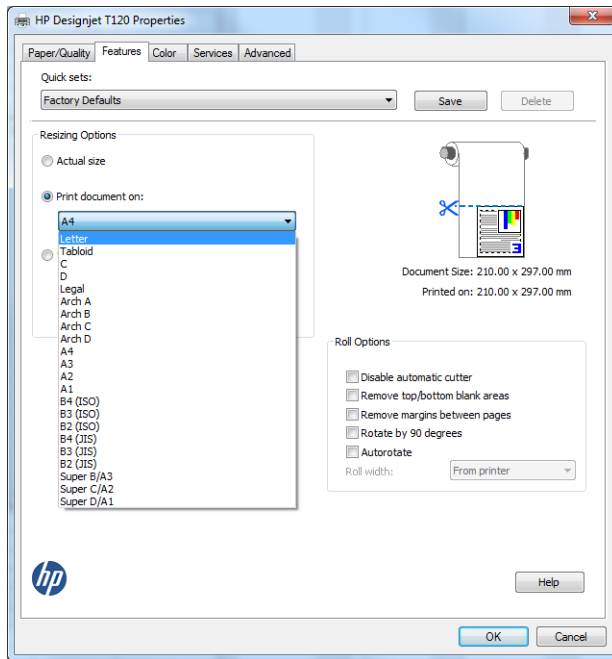 HP Designjet T120 Properties
Paper/Quality Features Color Services Advanced
Quick sets:
Factory Defaults
Save
Delete
Resizing Options
Actual size
Print document on:
A4
Letter
Tabloid
C
D
Legal
Arch A
Arch B
Arch C
Arch D
A4
A3
A2
A1
B4 (ISO)
B3 (ISO)
B2 (ISO)
B4 (JIS)
B3 (JIS)
B2 (JIS)
Super B/A3
Super C/A2
Super D/A1
3
Document Size: 210.00 x 297.00 mm
Printed on: 210.00 x 297.00 mm
Roll Options
Disable automatic cutter
Remove top/bottom blank areas
Remove margins between pages
Rotate by 90 degrees
Autorotate
Roll width:
From printer
hp
Help
OK
Cancel